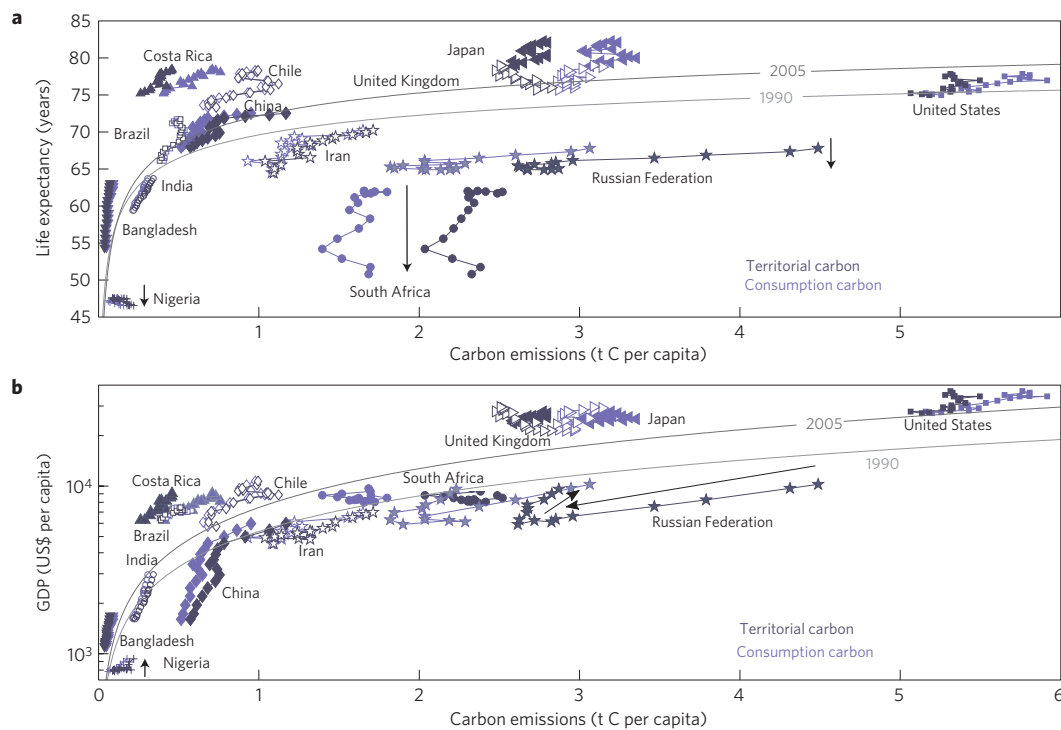 a
85
80
75
70
65
60
55
50
45
Life expectancy (years)
Costa Rica
Chile
Japan
United Kingdom
2005
1990
United States
China
Brazil
Iran
India
Russian Federation
Bangladesh
Nigeria
South Africa
Territorial carbon
Consumption carbon
1
2
3
4
5
Carbon emissions (t C per capita)
b
10⁴
10³
GDP (US$ per capita)
United Kingdom
Japan
2005
United States
1990
Costa Rica
Chile
South Africa
Brazil
Iran
Russian Federation
India
China
Bangladesh
Nigeria
Territorial carbon
Consumption carbon
0
1
2
3
4
5
6
Carbon emissions (t C per capita)